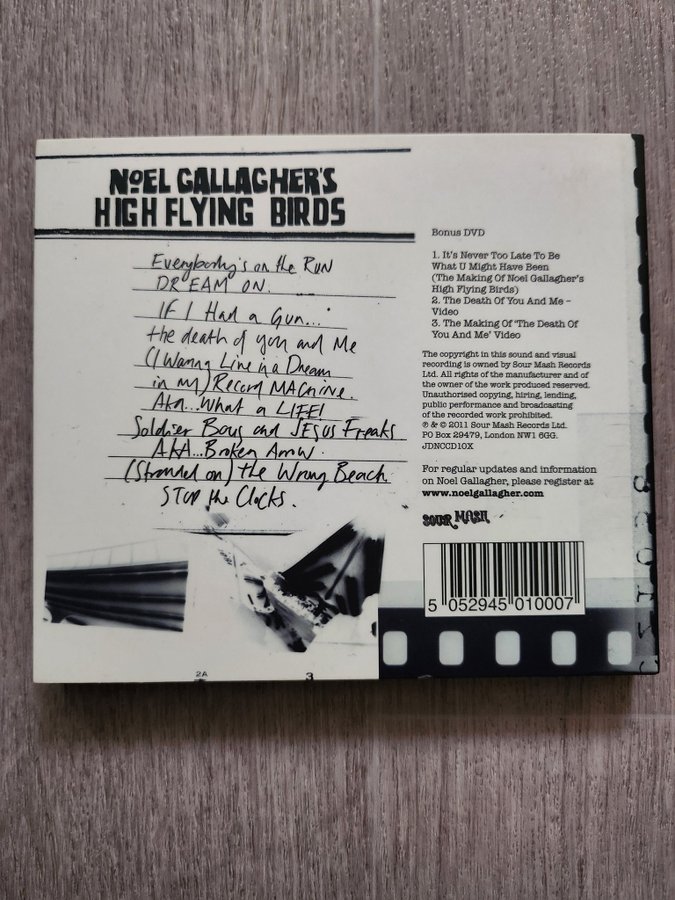 NOEL GALLAGHER'S
HIGH FLYING BIRDS
Everybody's on the RUN
DREAM ON.
IF I Had a Gun...
the death of you and Me
(I Wanna Live in a Dream
in my) Record MACHine.
AKA...What a LIFE!
Soldier Boys and JESUS Freaks
AKA...Broken Arrow.
(Stranded on) the Wrong Beach
STOP the Clocks.
2A
3
Bonus DVD
1. It's Never Too Late To Be
What U Might Have Been
(The Making Of Noel Gallagher's
High Flying Birds)
2. The Death Of You And Me –
Video
3. The Making Of 'The Death Of
You And Me' Video
The copyright in this sound and visual
recording is owned by Sour Mash Records
Ltd. All rights of the manufacturer and of
the owner of the work produced reserved.
Unauthorised copying, hiring, lending,
public performance and broadcasting
of the recorded work prohibited.
℗ & © 2011 Sour Mash Records Ltd.
PO Box 29479, London NW1 6GG.
JDNCCD10X
For regular updates and information
on Noel Gallagher, please register at
www.noelgallagher.com
SOUR MASH
5 052945 010007